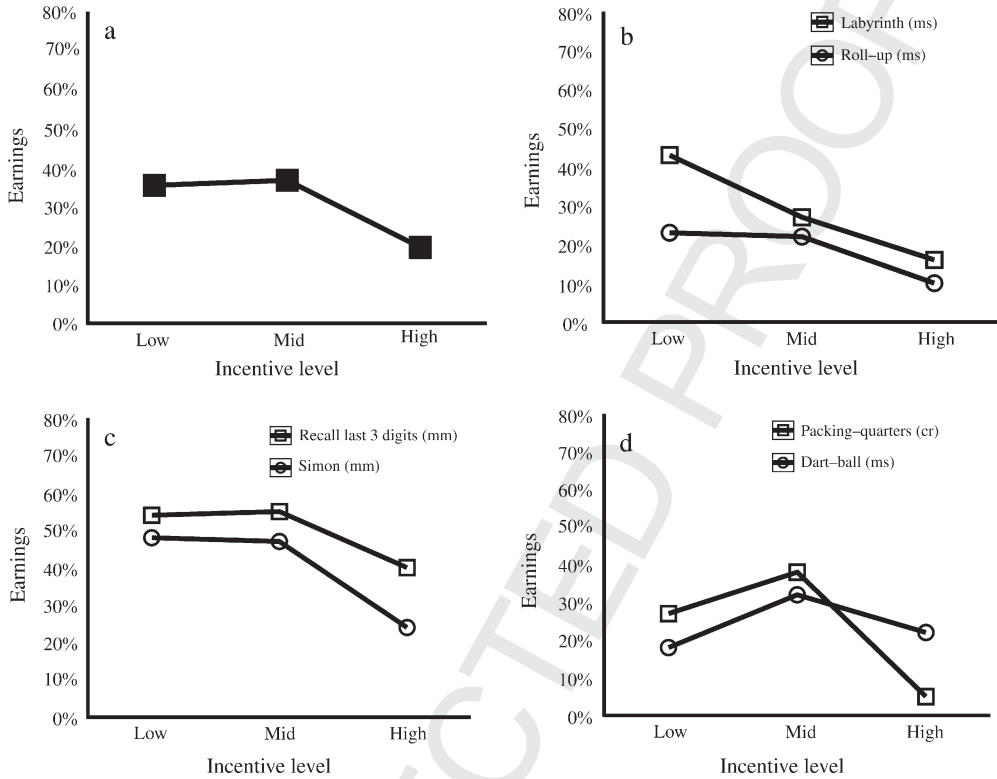 a
80%
70%
60%
50%
40%
30%
20%
10%
0%
Earnings
Low Mid High
Incentive level
b
Labyrinth (ms)
Roll–up (ms)
80%
70%
60%
50%
40%
30%
20%
10%
0%
Earnings
Low Mid High
Incentive level
c
Recall last 3 digits (mm)
Simon (mm)
80%
70%
60%
50%
40%
30%
20%
10%
0%
Earnings
Low Mid High
Incentive level
d
Packing–quarters (cr)
Dart–ball (ms)
80%
70%
60%
50%
40%
30%
20%
10%
0%
Earnings
Low Mid High
Incentive level
CTED PROOF